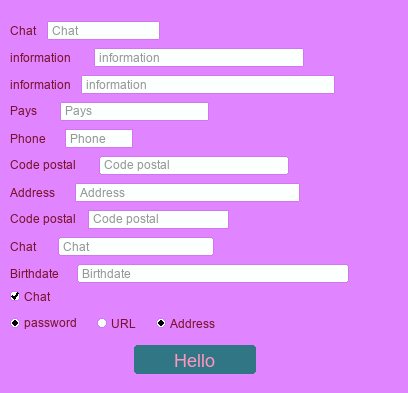 Chat Chat
information information
information information
Pays Pays
Phone Phone
Code postal Code postal
Address Address
Code postal Code postal
Chat Chat
Birthdate Birthdate
Chat
password URL Address
Hello